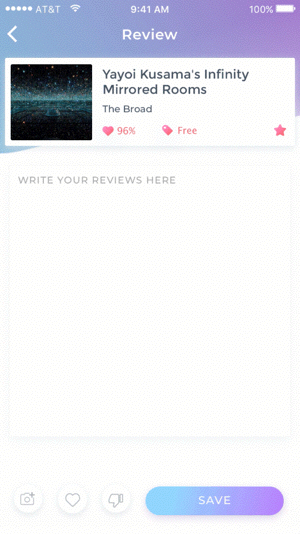 AT&T 9:41 AM 100%
Review
Yayoi Kusama's Infinity
Mirrored Rooms
The Broad
96% Free
WRITE YOUR REVIEWS HERE
SAVE